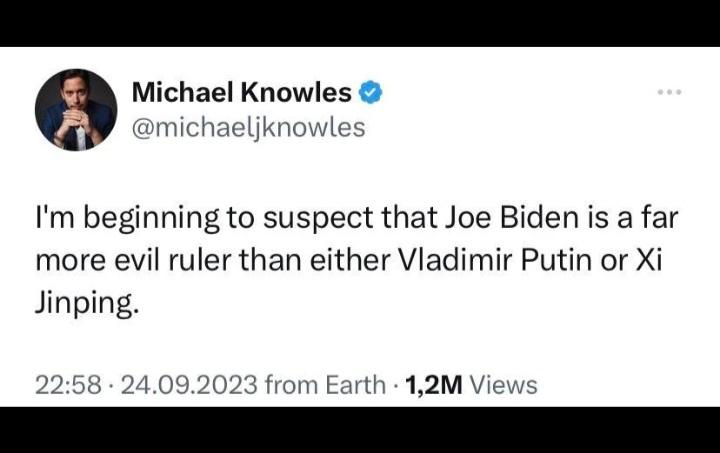 Michael Knowles
@michaeljknowles
I'm beginning to suspect that Joe Biden is a far
more evil ruler than either Vladimir Putin or Xi
Jinping.
22:58 · 24.09.2023 from Earth · 1,2M Views